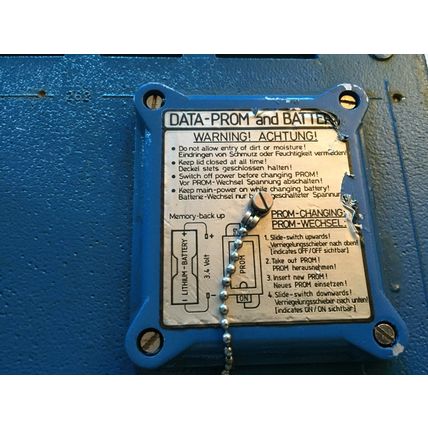 DATA-PROM and BATTER
WARNING! ACHTUNG!
• Do not allow entry of dirt or moisture!
Eindringen von Schmutz oder Feuchtigkeit vermeiden!
• Keep lid closed at all time!
Deckel stets geschlossen halten!
• Switch off power before changing PROM!
Vor PROM-Wechsel Spannung abschalten!
• Keep main-power on while changing battery!
Batterie-Wechsel nur bei geschalteter Spannun
Memory-back up
+
+
LITHIUM-BATTERY
3.4 Volt
–
–
PROM
ON
PROM-CHANGING:
PROM-WECHSEL:
1. Slide-switch upwards!
Verriegelungsschieber nach oben!
[indicates OFF/OFF sichtbar]
2. Take out PROM!
PROM herausnehmen!
3. Insert new PROM!
Neues PROM einsetzen!
4. Slide-switch downwards!
Verriegelungsschieber nach unten!
[indicates ON/ON sichtbar]